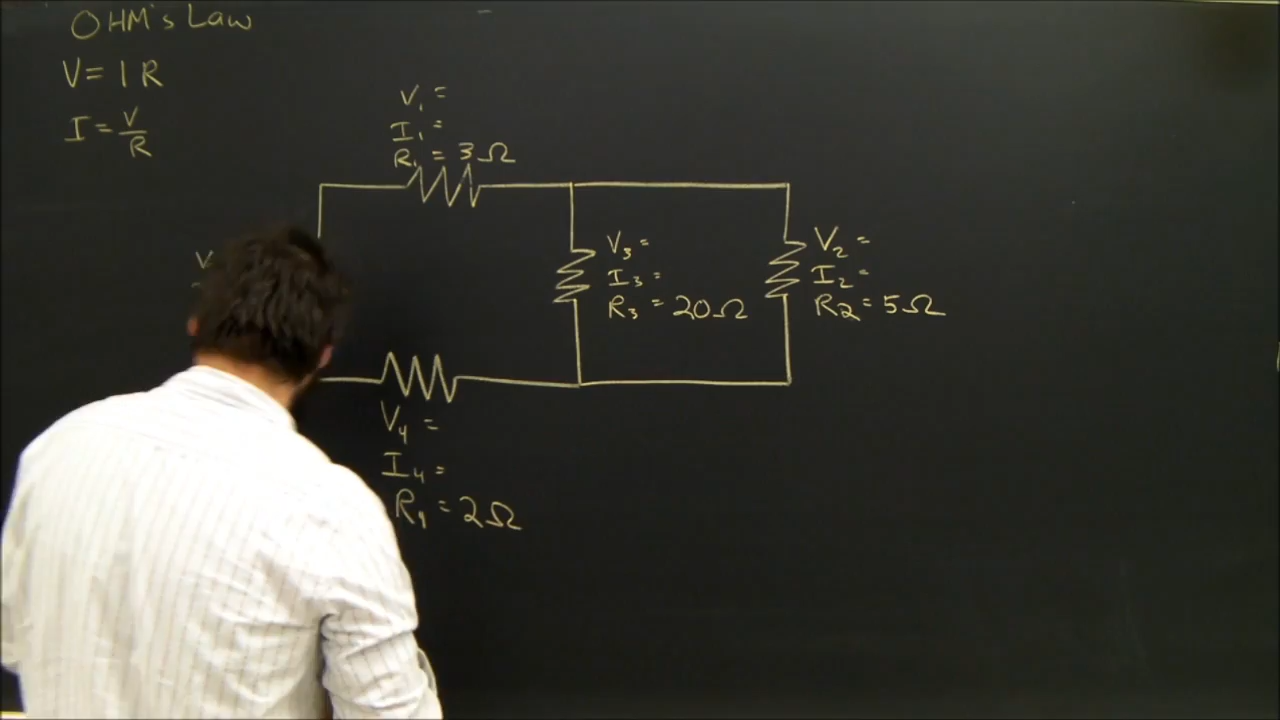 OHM's Law
V = I R
I = V/R
V₁ =
I₁ =
R₁ = 3Ω
V
V₃ =
I₃ =
R₃ = 20Ω
V₂ =
I₂ =
R₂ = 5Ω
V₄ =
I₄ =
R₄ = 2Ω